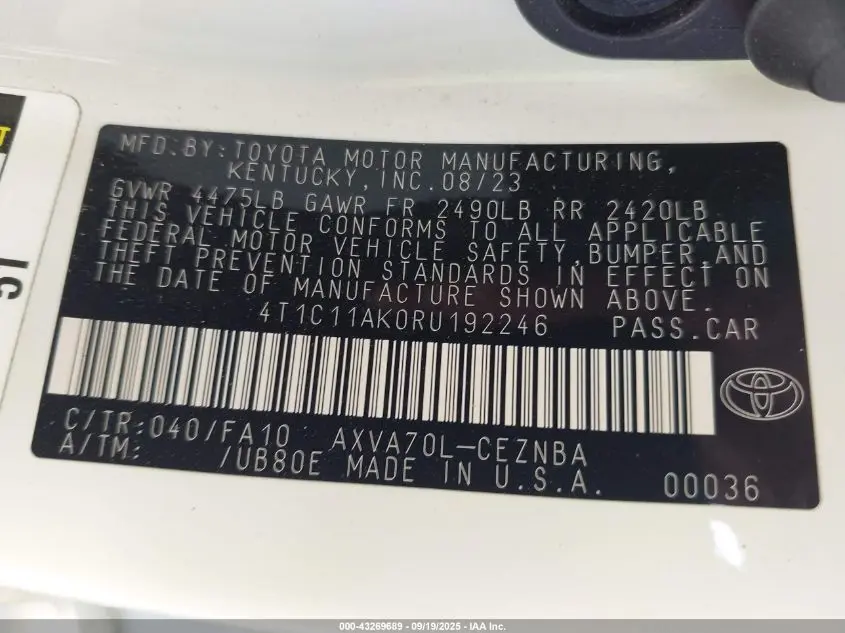 MFD.BY:TOYOTA MOTOR MANUFACTURING,
KENTUCKY,INC.08/23
GVWR 4475LB GAWR FR 2490LB RR 2420LB
THIS VEHICLE CONFORMS TO ALL APPLICABLE
FEDERAL MOTOR VEHICLE SAFETY,BUMPER,AND
THEFT PREVENTION STANDARDS IN EFFECT ON
THE DATE OF MANUFACTURE SHOWN ABOVE.
4T1C11AK0RU192246 PASS.CAR
C/TR:040/FA10 AXVA70L-CEZNBA
A/TM: /UB80E MADE IN U.S.A. 00036
000-43269689 - 09/19/2025 - IAA Inc.